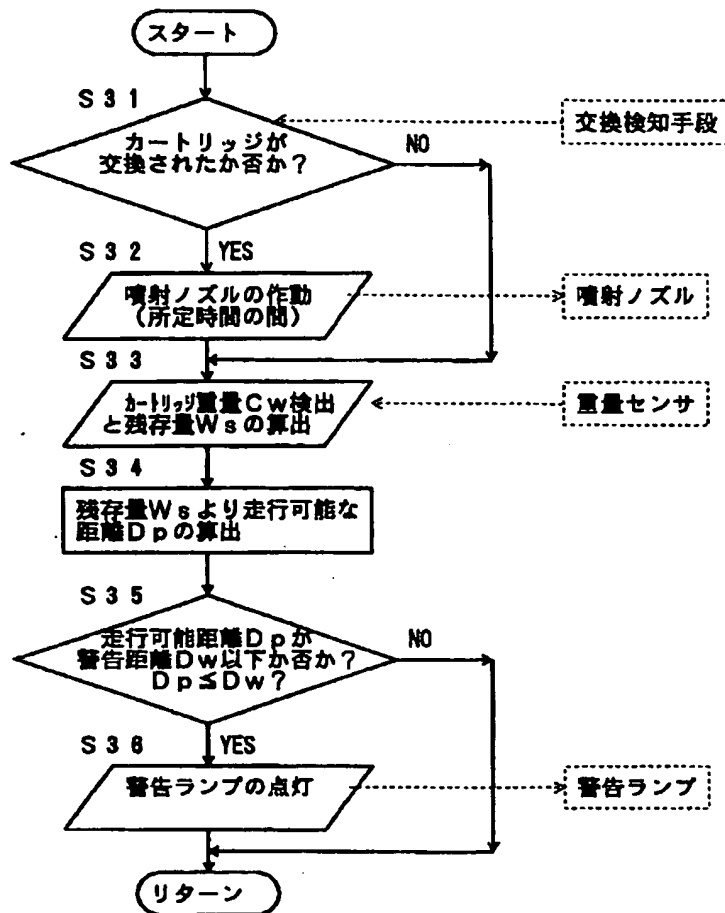 スタート
S31
カートリッジが
交換されたか否か?
NO
交換検知手段
S32
YES
噴射ノズルの作動
(所定時間の間)
噴射ノズル
S33
カートリッジ重量Cw検出
と残存量Wsの算出
重量センサ
S34
残存量Wsより走行可能な
距離Dpの算出
S35
走行可能距離Dpが
警告距離Dw以下か否か?
Dp≦Dw?
NO
S36
YES
警告ランプの点灯
警告ランプ
リターン